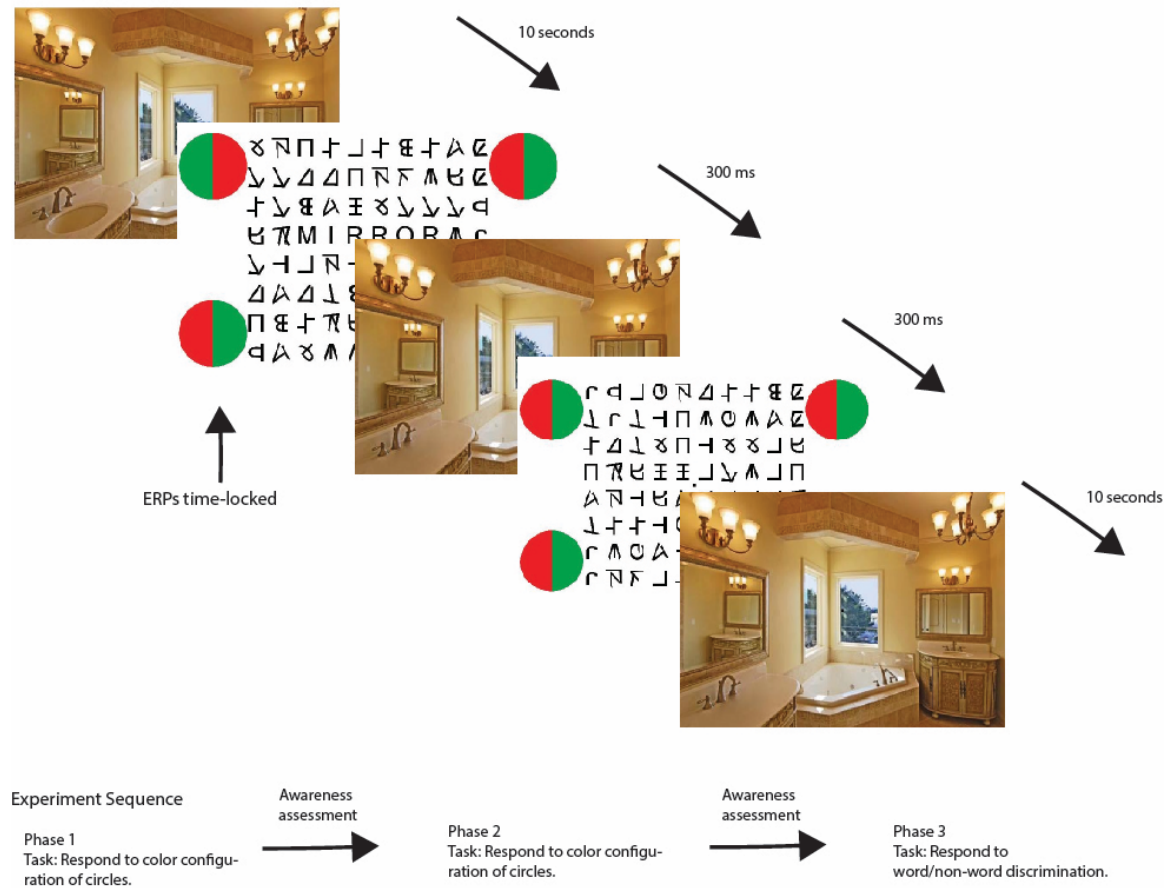 10 seconds
300 ms
MIRROR
300 ms
ERPs time-locked
10 seconds
Experiment Sequence
Awareness
assessment
Awareness
assessment
Phase 1
Task: Respond to color configu-
ration of circles.
Phase 2
Task: Respond to color configu-
ration of circles.
Phase 3
Task: Respond to
word/non-word discrimination.